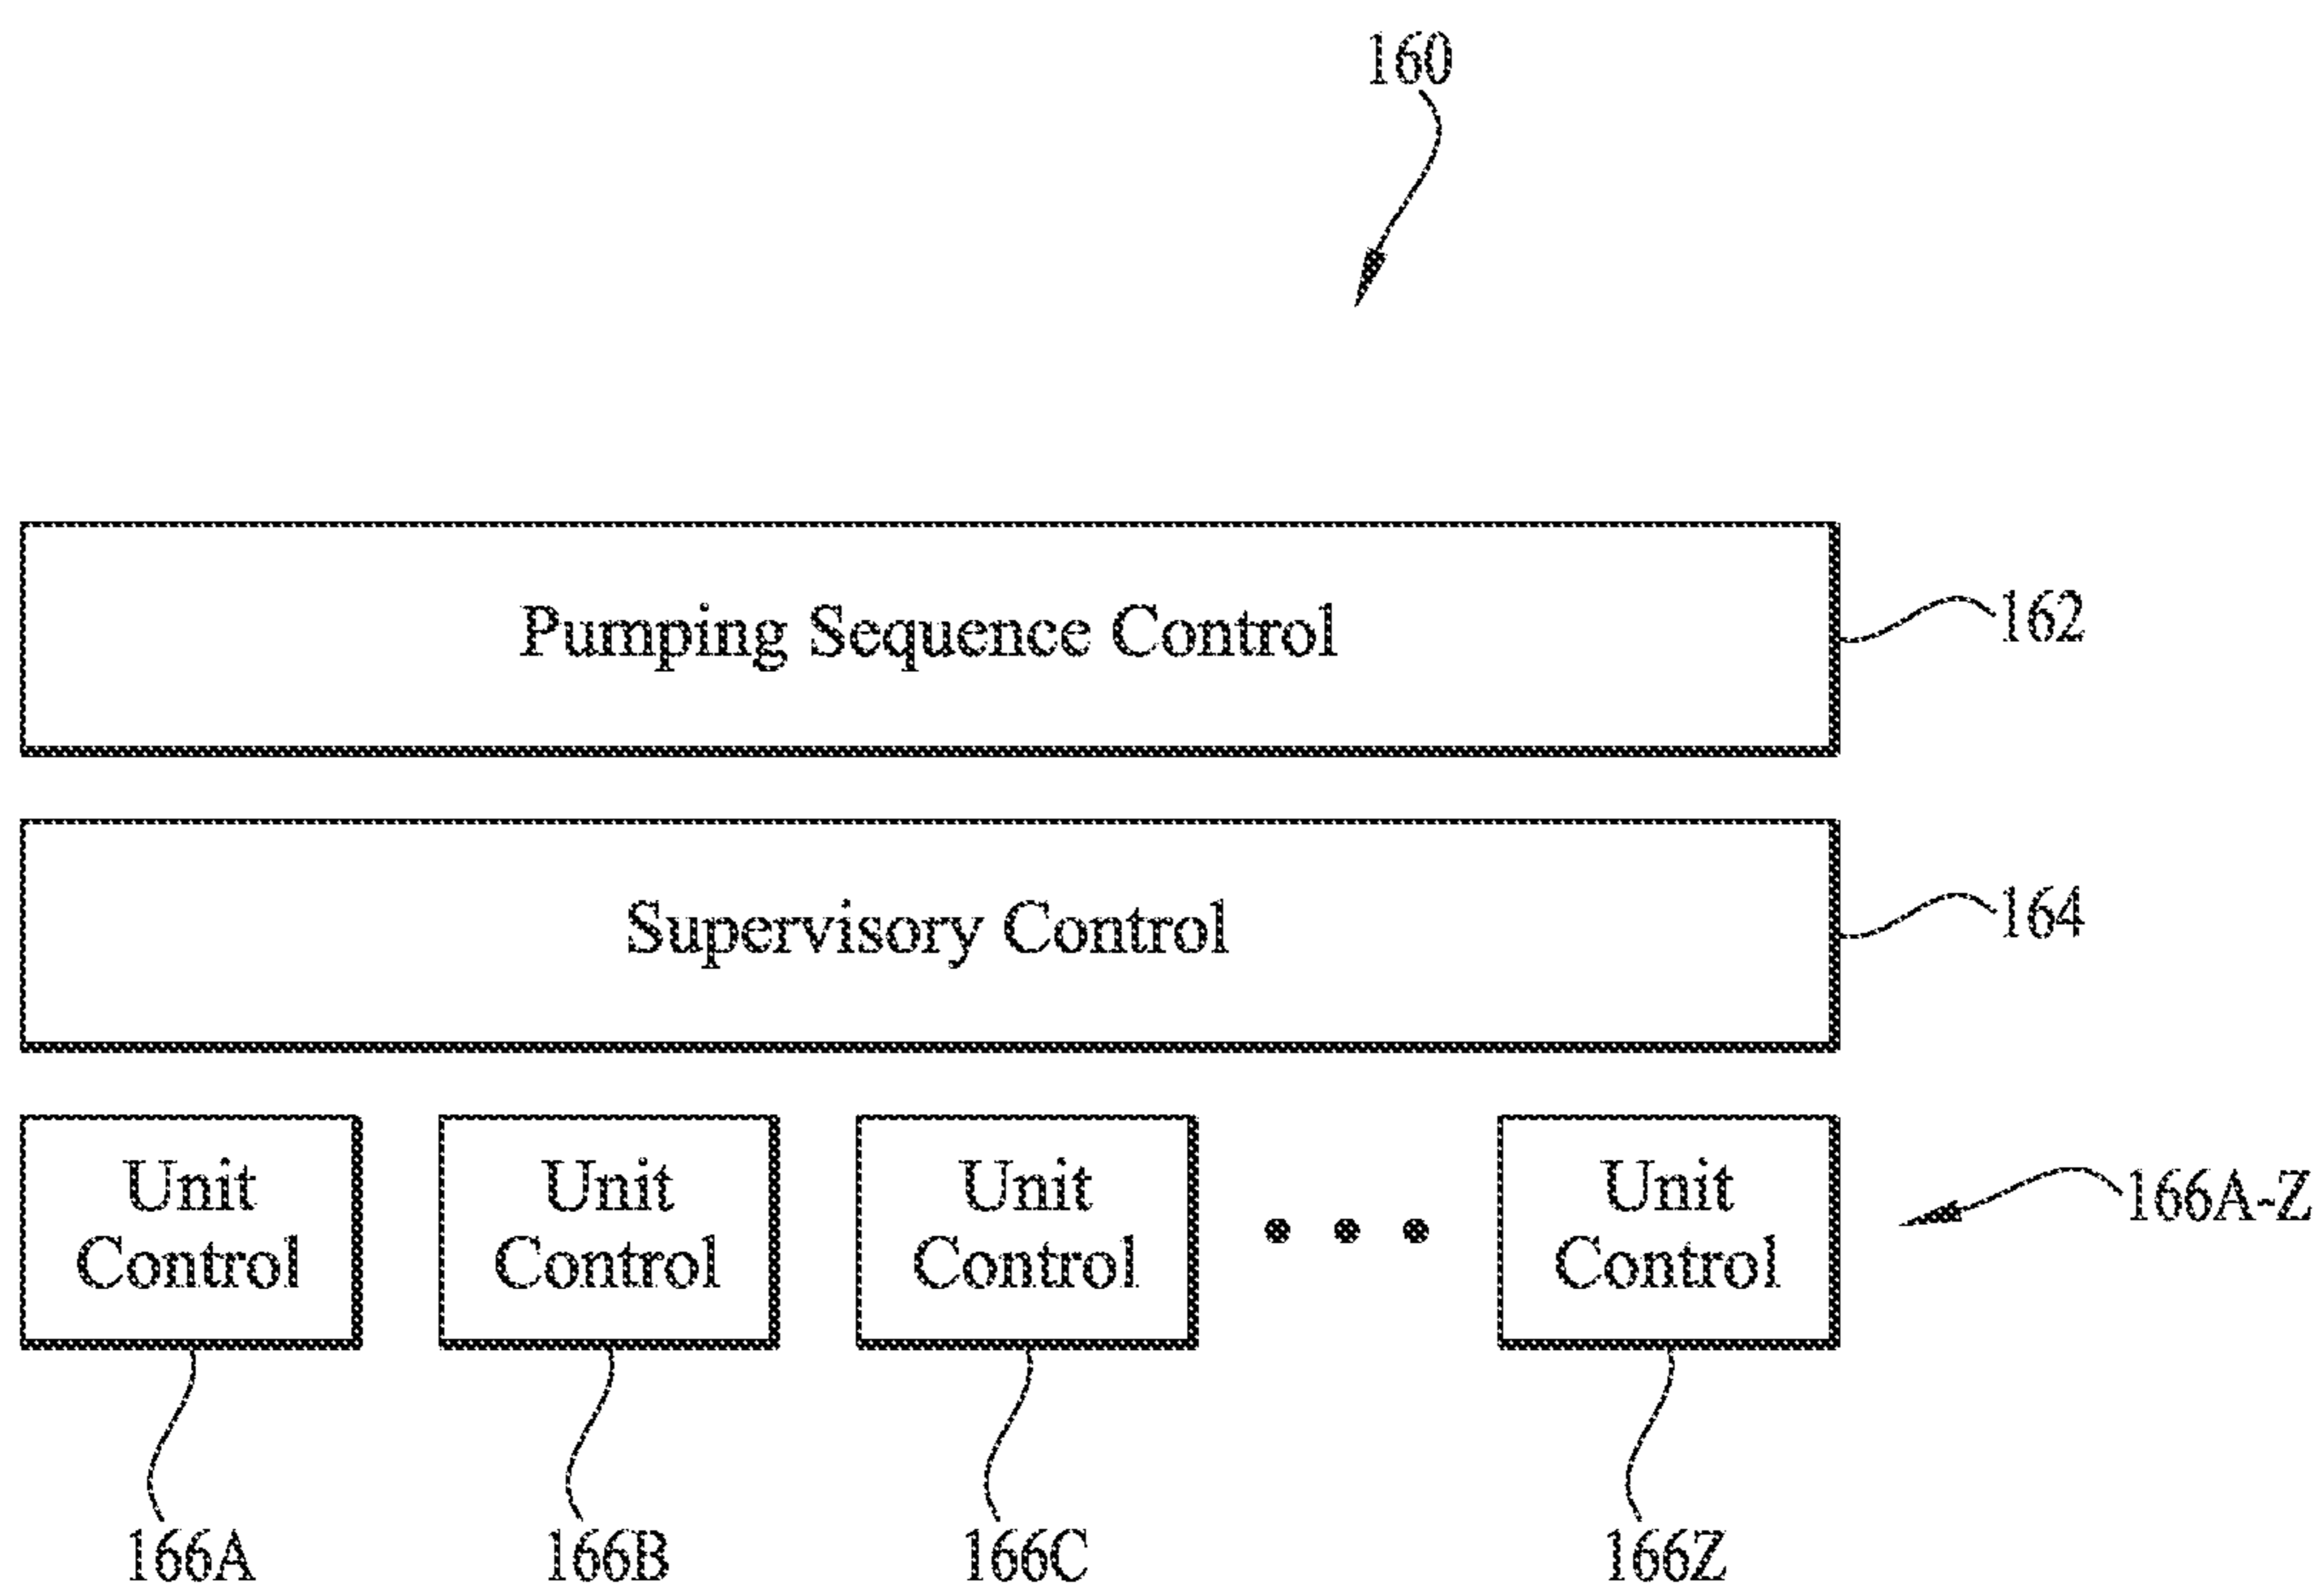 160
Pumping Sequence Control
162
Supervisory Control
164
Unit
Control
Unit
Control
Unit
Control
Unit
Control
166A-Z
166A
166B
166C
166Z